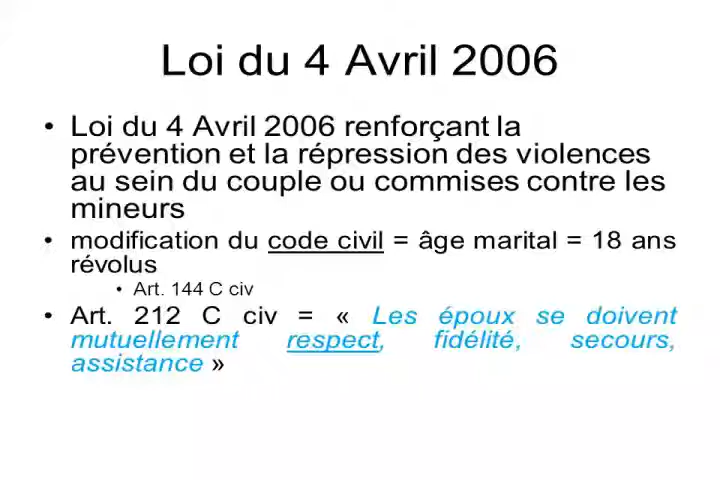 Loi du 4 Avril 2006
• Loi du 4 Avril 2006 renforçant la
prévention et la répression des violences
au sein du couple ou commises contre les
mineurs
• modification du code civil = âge marital = 18 ans
révolus
• Art. 144 C civ
• Art. 212 C civ = « Les époux se doivent
mutuellement respect, fidélité, secours,
assistance »